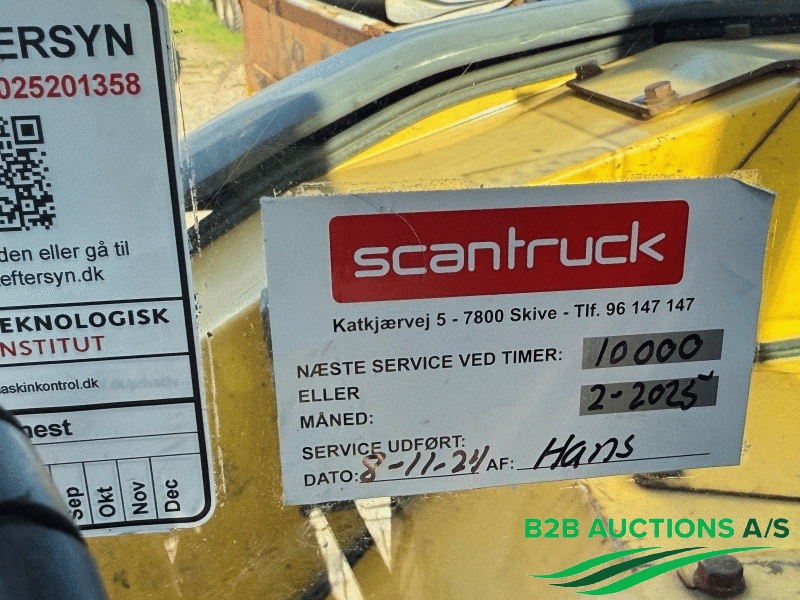 ERSYN
025201358
den eller gå til
eftersyn.dk
EKNOLOGISK
NSTITUT
askinkontrol.dk
nest
Sep
Okt
Nov
Dec
scantruck
Katkjærvej 5 - 7800 Skive - Tlf. 96 147 147
NÆSTE SERVICE VED TIMER: 10000
ELLER
MÅNED: 2-2025
SERVICE UDFØRT:
DATO: 8-11-24 AF: Hans
B2B AUCTIONS A/S